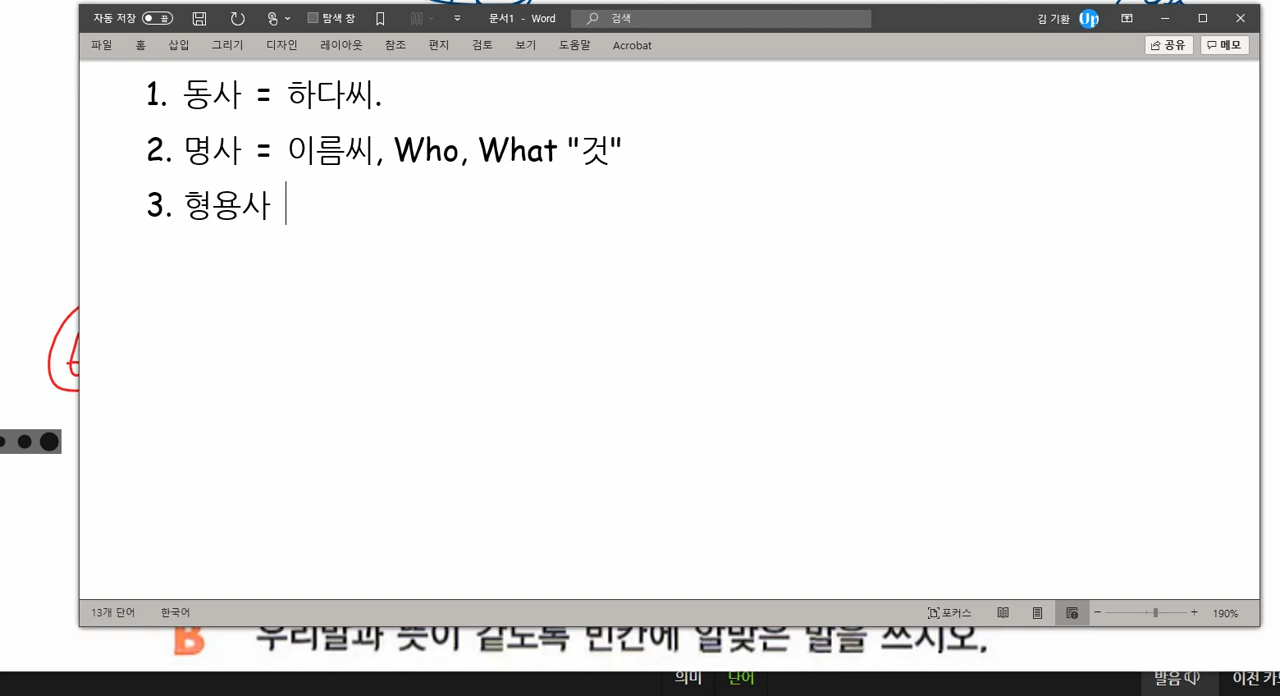 자동 저장 끔 탐색 창 문서1 - Word 검색 김 기환 Up
파일 홈 삽입 그리기 디자인 레이아웃 참조 편지 검토 보기 도움말 Acrobat 공유 메모
1. 동사 = 하다씨.
2. 명사 = 이름씨, Who, What "것"
3. 형용사
13개 단어 한국어 포커스 190%
B 우리말과 뜻이 같도록 빈칸에 알맞은 말을 쓰시오.
의미 단어 발음 이전 카드